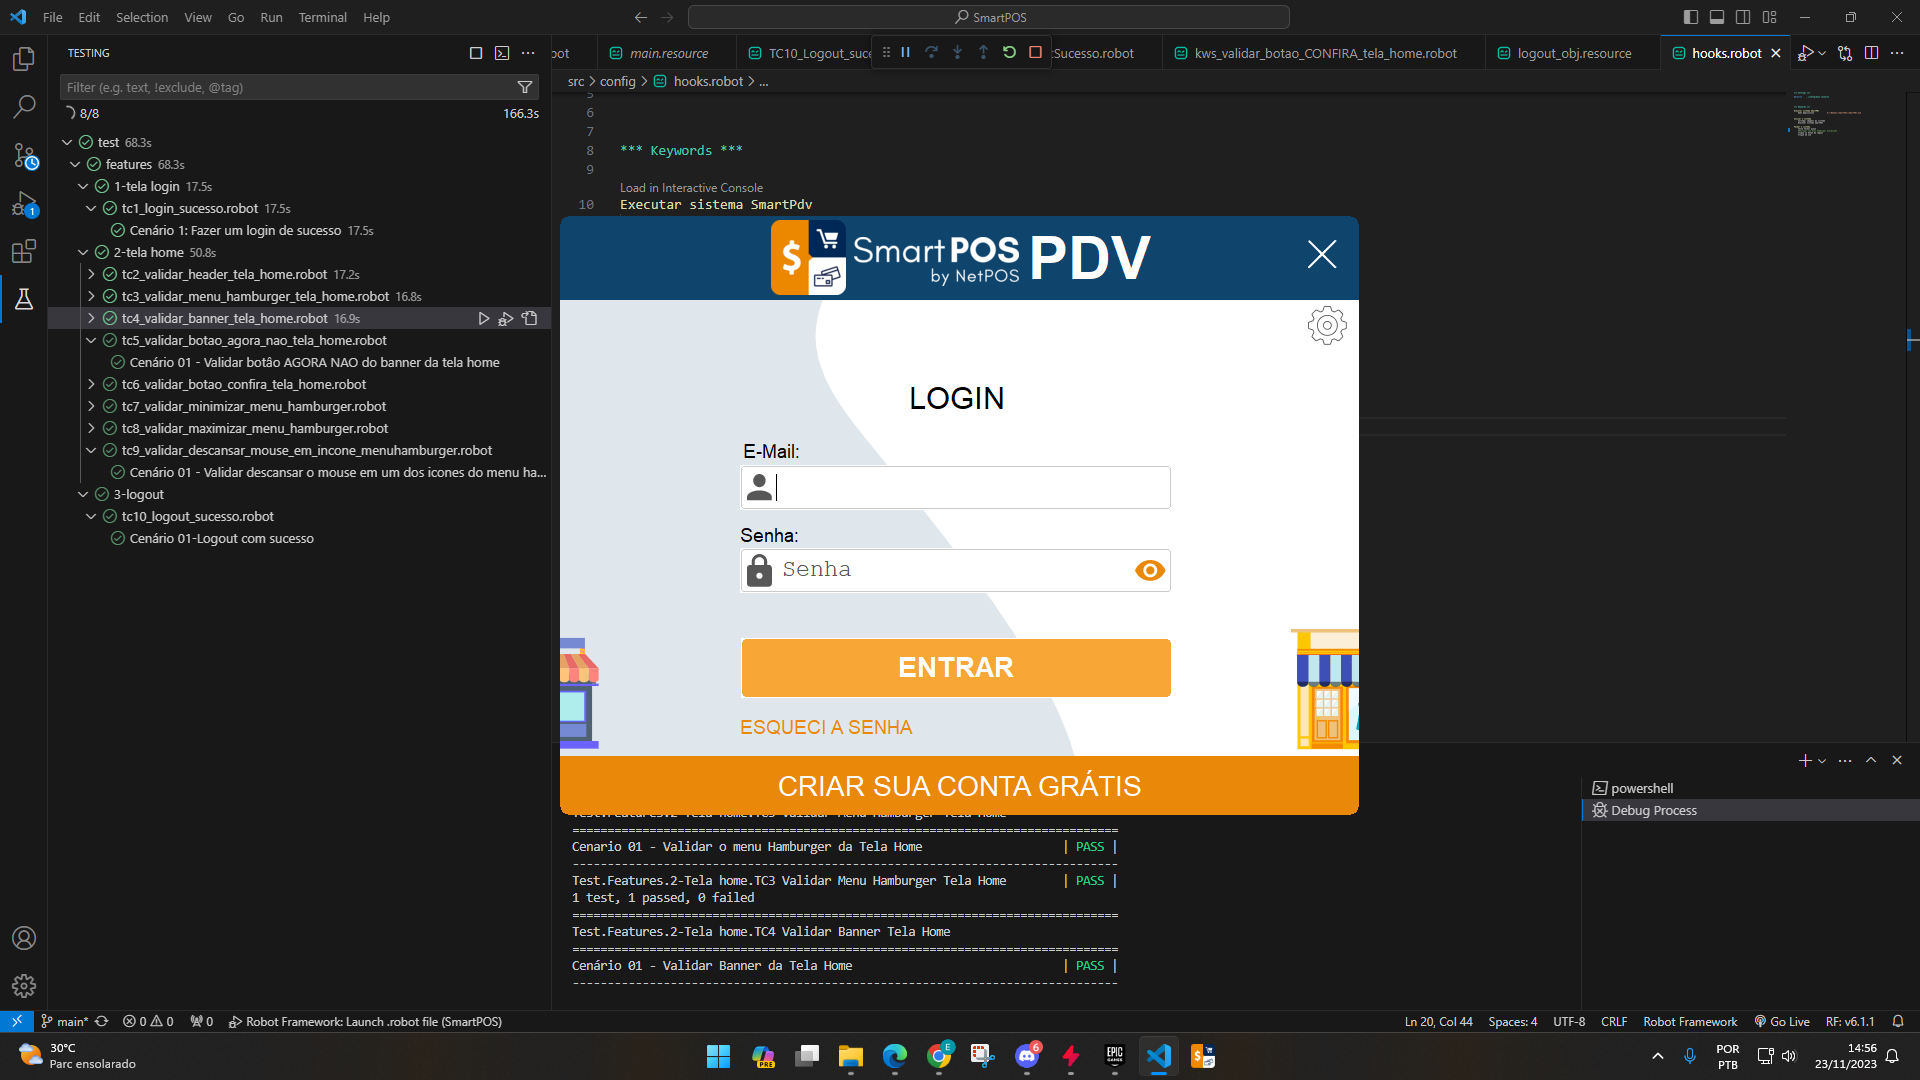 File Edit Selection View Go Run Terminal Help
SmartPOS
TESTING
main.resource
kws_validar_botao_CONFIRA_tela_home.robot
logout_obj.resource
hooks.robot
Filter (e.g. text, !exclude, @tag)
8/8
166.3s
src > config > hooks.robot > ...
test 68.3s
features 68.3s
1-tela login 17.5s
tc1_login_sucesso.robot 17.5s
Cenário 1: Fazer um login de sucesso 17.5s
2-tela home 50.8s
tc2_validar_header_tela_home.robot 17.2s
tc3_validar_menu_hamburger_tela_home.robot 16.8s
tc4_validar_banner_tela_home.robot 16.9s
tc5_validar_botao_agora_nao_tela_home.robot
Cenário 01 - Validar botão AGORA NAO do banner da tela home
tc6_validar_botao_confira_tela_home.robot
tc7_validar_minimizar_menu_hamburger.robot
tc8_validar_maximizar_menu_hamburger.robot
tc9_validar_descansar_mouse_em_incone_menuhamburger.robot
Cenário 01 - Validar descansar o mouse em um dos icones do menu ha...
3-logout
tc10_logout_sucesso.robot
Cenário 01-Logout com sucesso
6
7
8 *** Keywords ***
9
Load in Interactive Console
10 Executar sistema SmartPdv
$ SmartPOS PDV
by NetPOS
LOGIN
E-Mail:
Senha:
Senha
ENTRAR
ESQUECI A SENHA
CRIAR SUA CONTA GRÁTIS
powershell
Debug Process
==============================================================================
Cenario 01 - Validar o menu Hamburger da Tela Home | PASS |
------------------------------------------------------------------------------
Test.Features.2-Tela home.TC3 Validar Menu Hamburger Tela Home | PASS |
1 test, 1 passed, 0 failed
==============================================================================
Test.Features.2-Tela home.TC4 Validar Banner Tela Home
==============================================================================
Cenário 01 - Validar Banner da Tela Home | PASS |
------------------------------------------------------------------------------
main* 0 0 0 Robot Framework: Launch .robot file (SmartPOS)
Ln 20, Col 44 Spaces: 4 UTF-8 CRLF Robot Framework Go Live RF: v6.1.1
30°C
Parc ensolarado
POR
PTB
14:56
23/11/2023